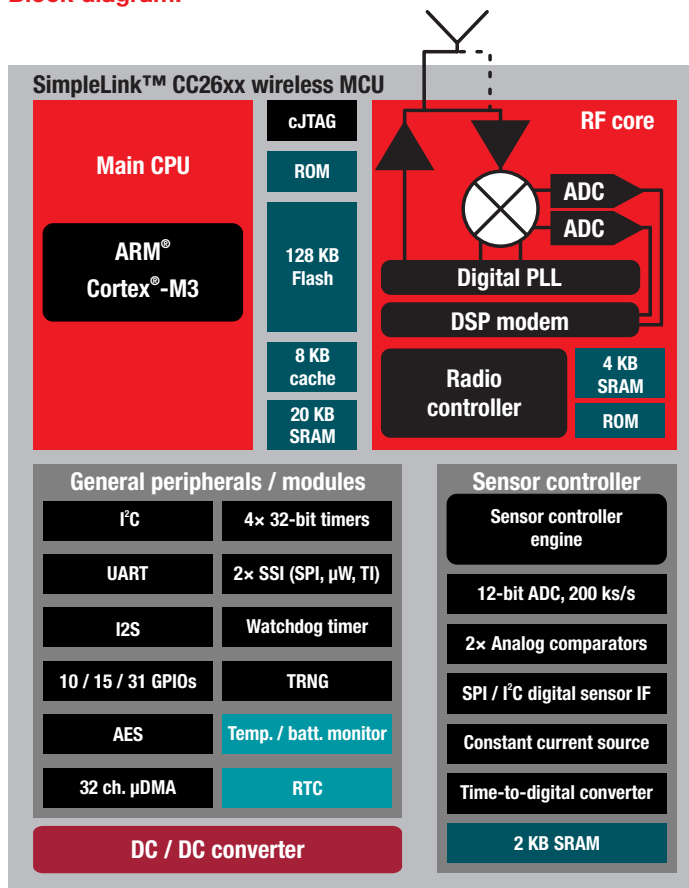 SimpleLink™ CC26xx wireless MCU
Main CPU
ARM®
Cortex®-M3
cJTAG
ROM
128 KB
Flash
8 KB
cache
20 KB
SRAM
RF core
ADC
ADC
Digital PLL
DSP modem
Radio
controller
4 KB
SRAM
ROM
General peripherals / modules
I²C
4× 32-bit timers
UART
2× SSI (SPI, µW, TI)
I2S
Watchdog timer
10 / 15 / 31 GPIOs
TRNG
AES
Temp. / batt. monitor
32 ch. µDMA
RTC
DC / DC converter
Sensor controller
Sensor controller
engine
12-bit ADC, 200 ks/s
2× Analog comparators
SPI / I²C digital sensor IF
Constant current source
Time-to-digital converter
2 KB SRAM